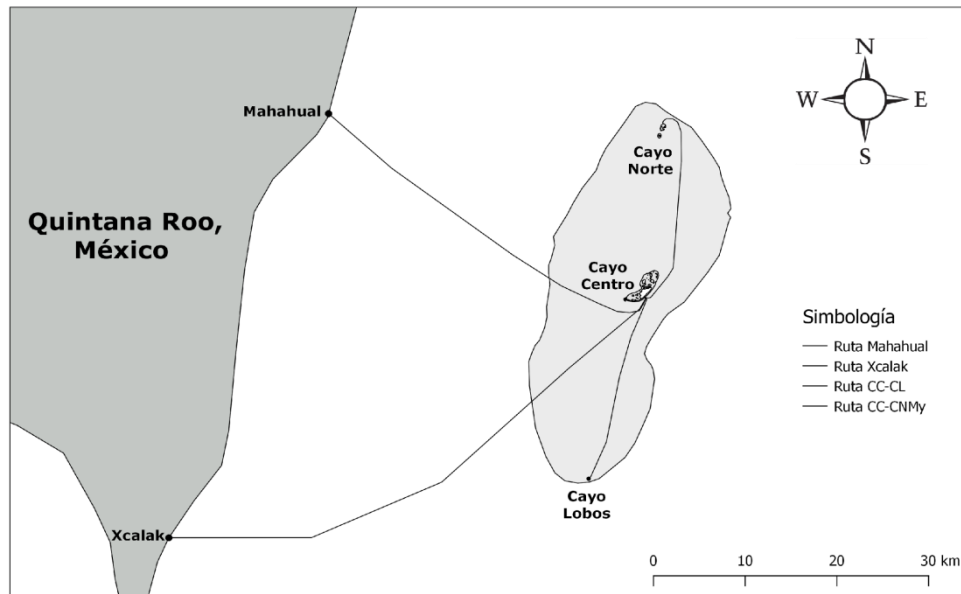 N
W E
S
Mahahual
Cayo
Norte
Quintana Roo,
México
Cayo
Centro
Simbología
Ruta Mahahual
Ruta Xcalak
Ruta CC-CL
Ruta CC-CNMy
Cayo
Lobos
Xcalak
0 10 20 30 km